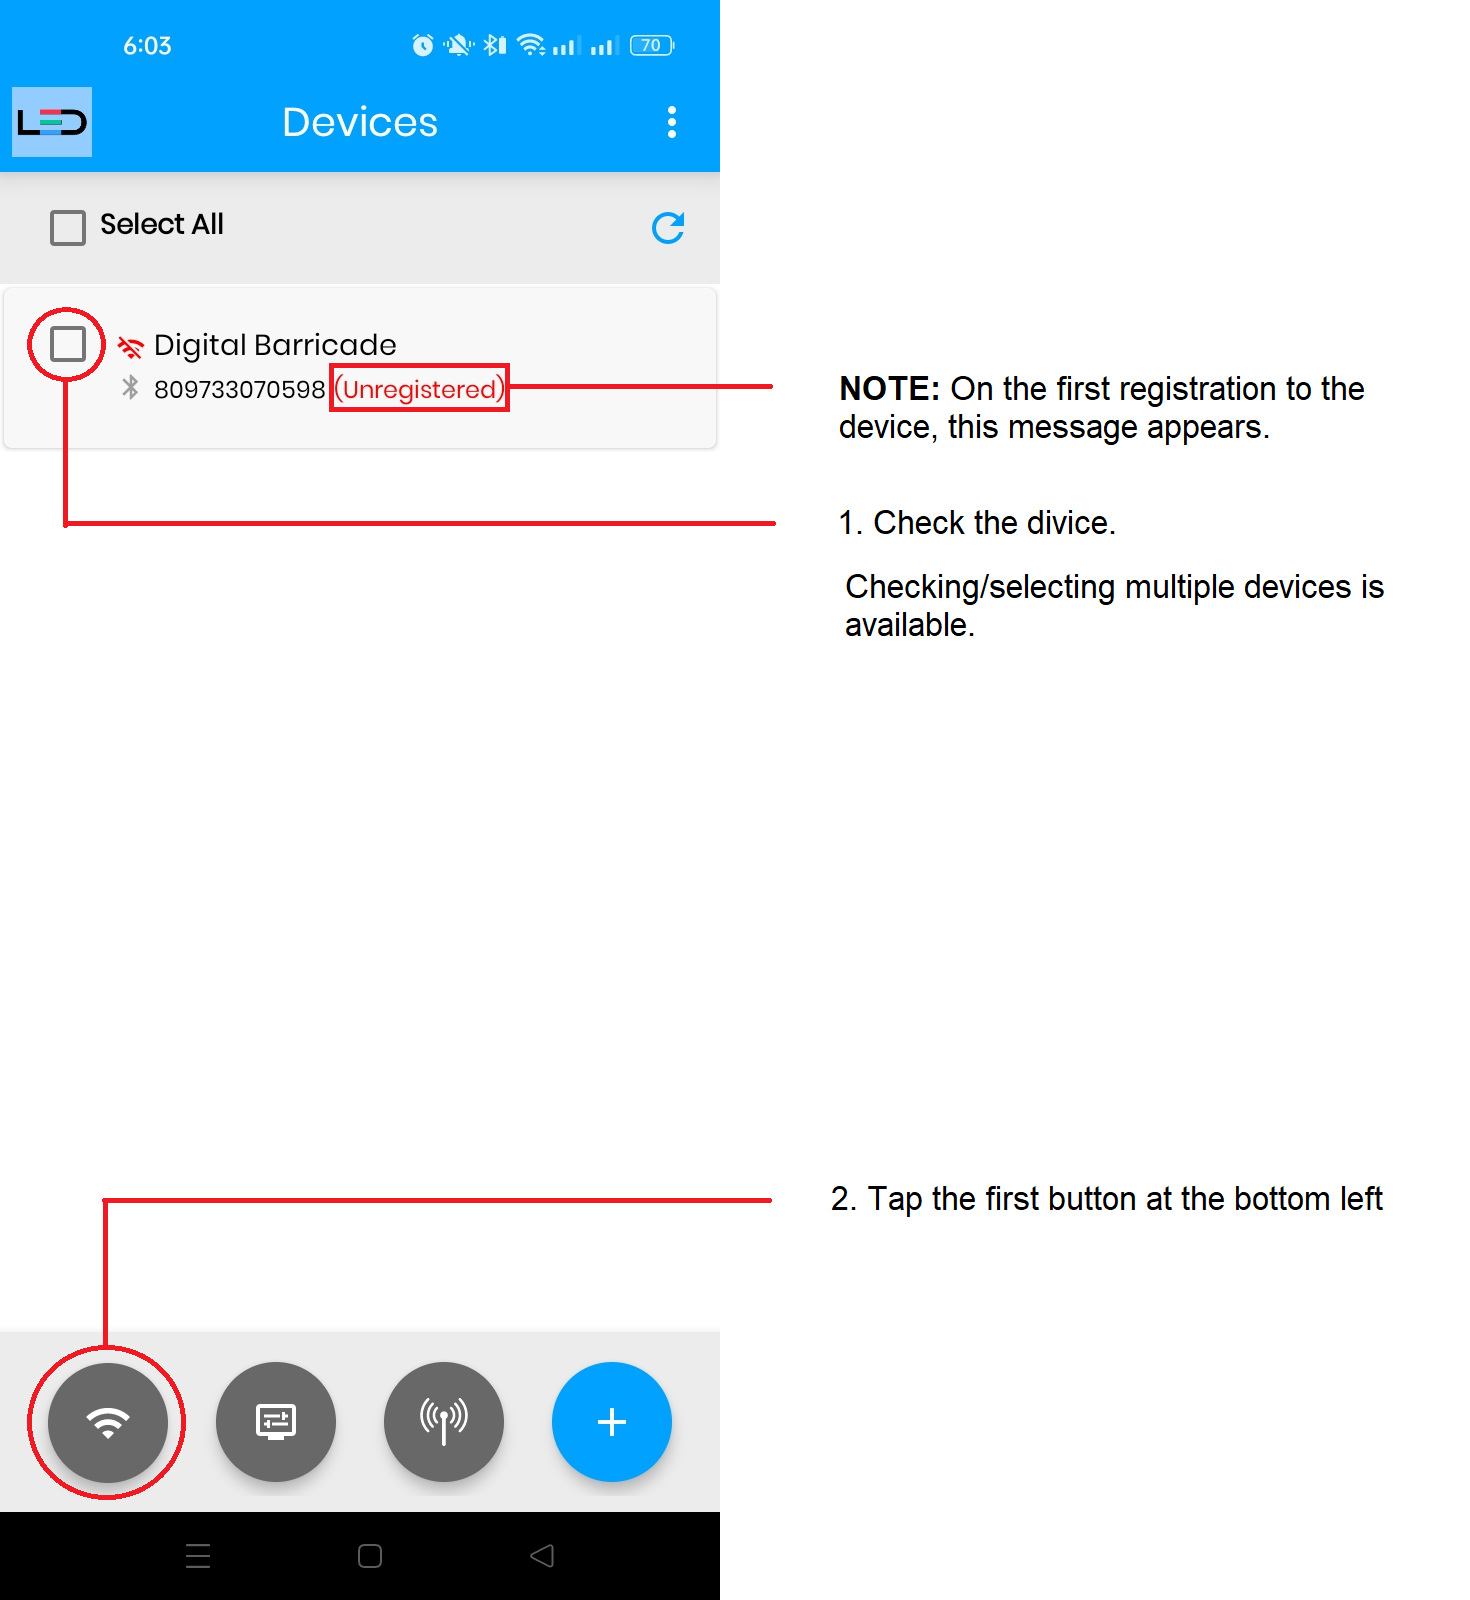 6:03
70
LED
Devices
Select All
Digital Barricade
809733070598 (Unregistered)
NOTE: On the first registration to the
device, this message appears.
1. Check the divice.
Checking/selecting multiple devices is
available.
2. Tap the first button at the bottom left